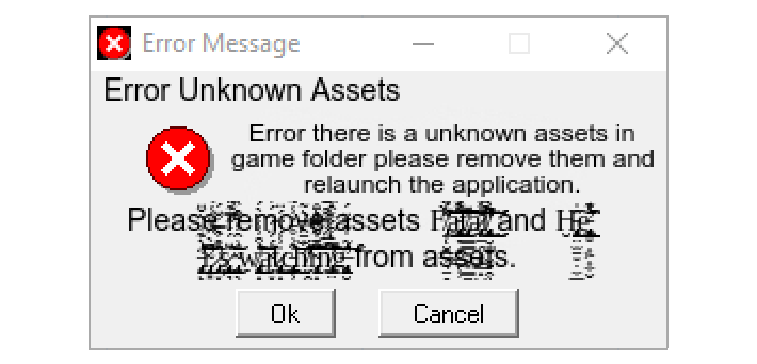 Error Message
Error Unknown Assets
Error there is a unknown assets in
game folder please remove them and
relaunch the application.
Please remove assets Fatal and He
Is watching from assets.
Ok
Cancel